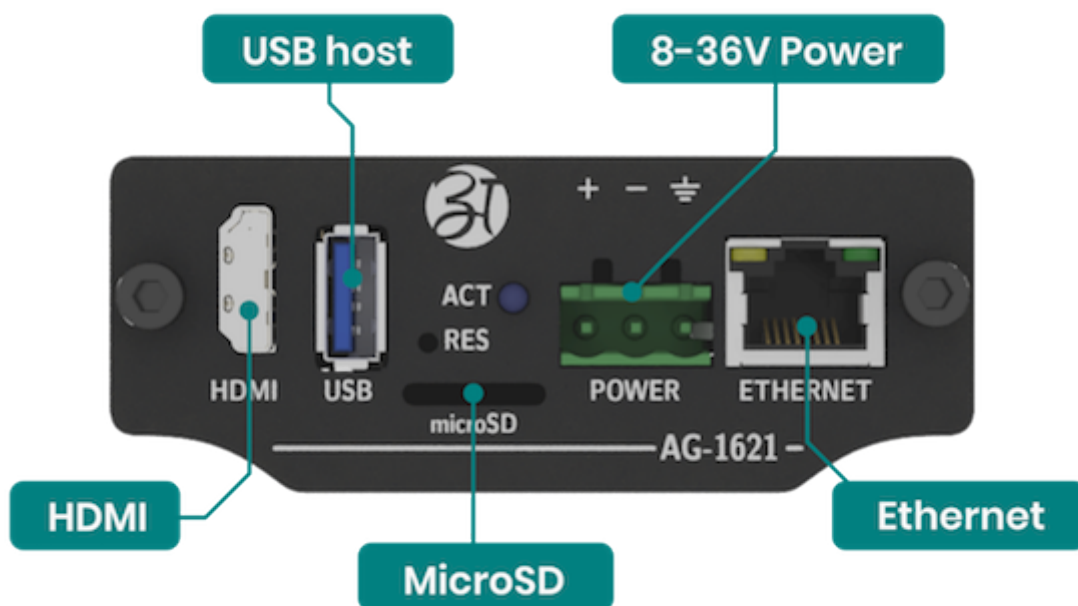 USB host
8-36V Power
अ
+ − ⏚
ACT
RES
HDMI
USB
microSD
POWER
ETHERNET
AG-1621
HDMI
MicroSD
Ethernet